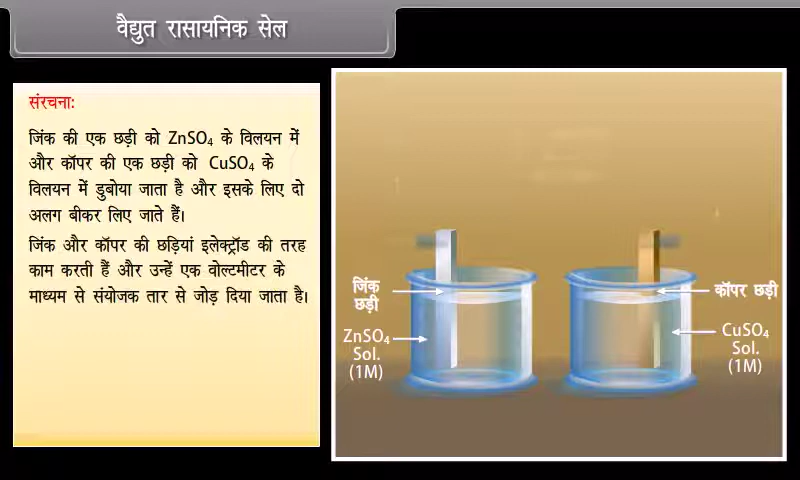 वैद्युत रासायनिक सेल
संरचना:
जिंक की एक छड़ी को ZnSO₄ के विलयन में
और कॉपर की एक छड़ी को CuSO₄ के
विलयन में डुबोया जाता है और इसके लिए दो
अलग बीकर लिए जाते हैं।
जिंक और कॉपर की छड़ियां इलेक्ट्रॉड की तरह
काम करती हैं और उन्हें एक वोल्टमीटर के
माध्यम से संयोजक तार से जोड़ दिया जाता है।
जिंक
छड़ी
ZnSO₄
Sol.
(1M)
कॉपर छड़ी
CuSO₄
Sol.
(1M)